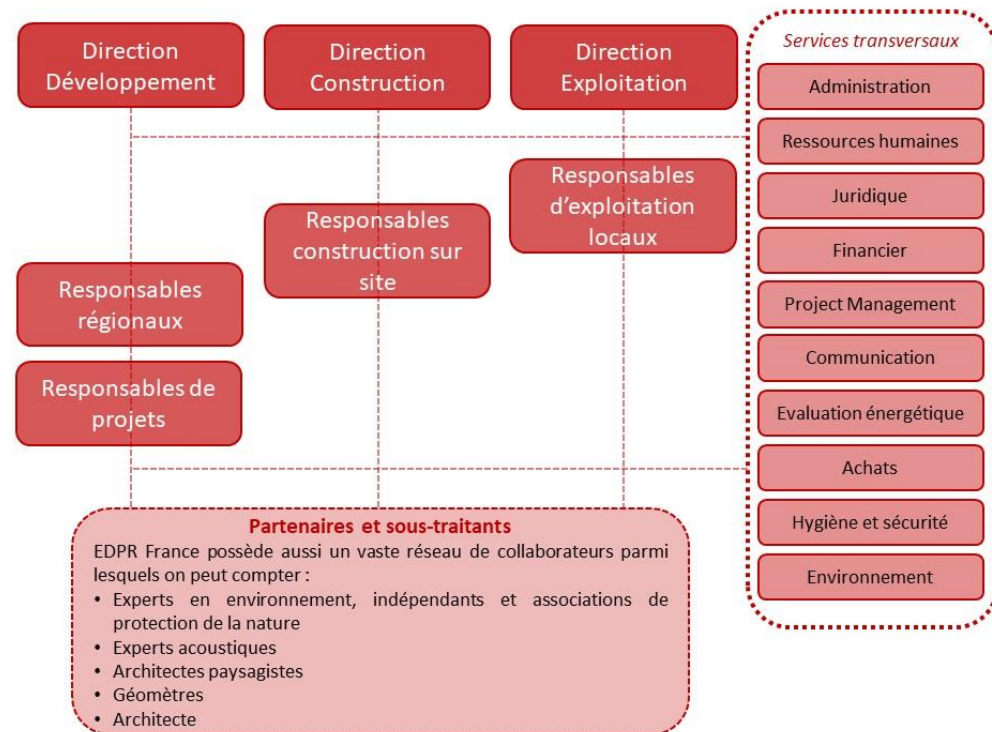 Direction
Développement
Direction
Construction
Direction
Exploitation
Responsables
d'exploitation
locaux
Responsables
construction sur
site
Responsables
régionaux
Responsables de
projets
Services transversaux
Administration
Ressources humaines
Juridique
Financier
Project Management
Communication
Evaluation énergétique
Achats
Hygiène et sécurité
Environnement
Partenaires et sous-traitants
EDPR France possède aussi un vaste réseau de collaborateurs parmi
lesquels on peut compter :
• Experts en environnement, indépendants et associations de
protection de la nature
• Experts acoustiques
• Architectes paysagistes
• Géomètres
• Architecte